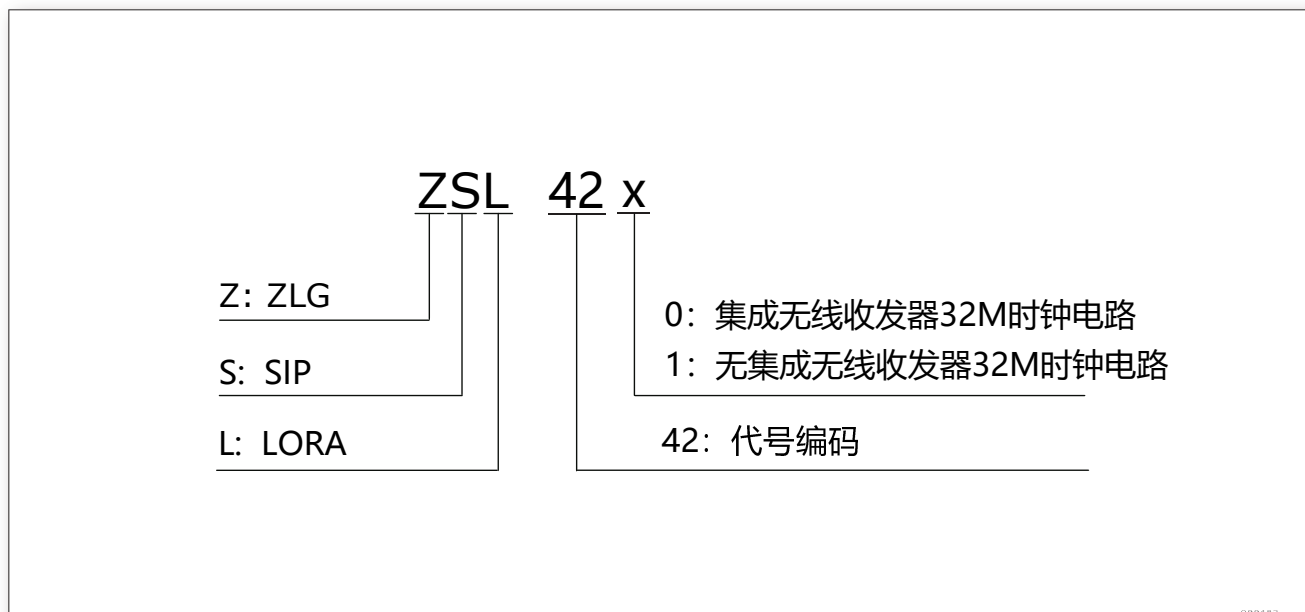 ZSL 42 x
Z: ZLG
0：集成无线收发器32M时钟电路
1：无集成无线收发器32M时钟电路
S: SIP
L: LORA
42：代号编码